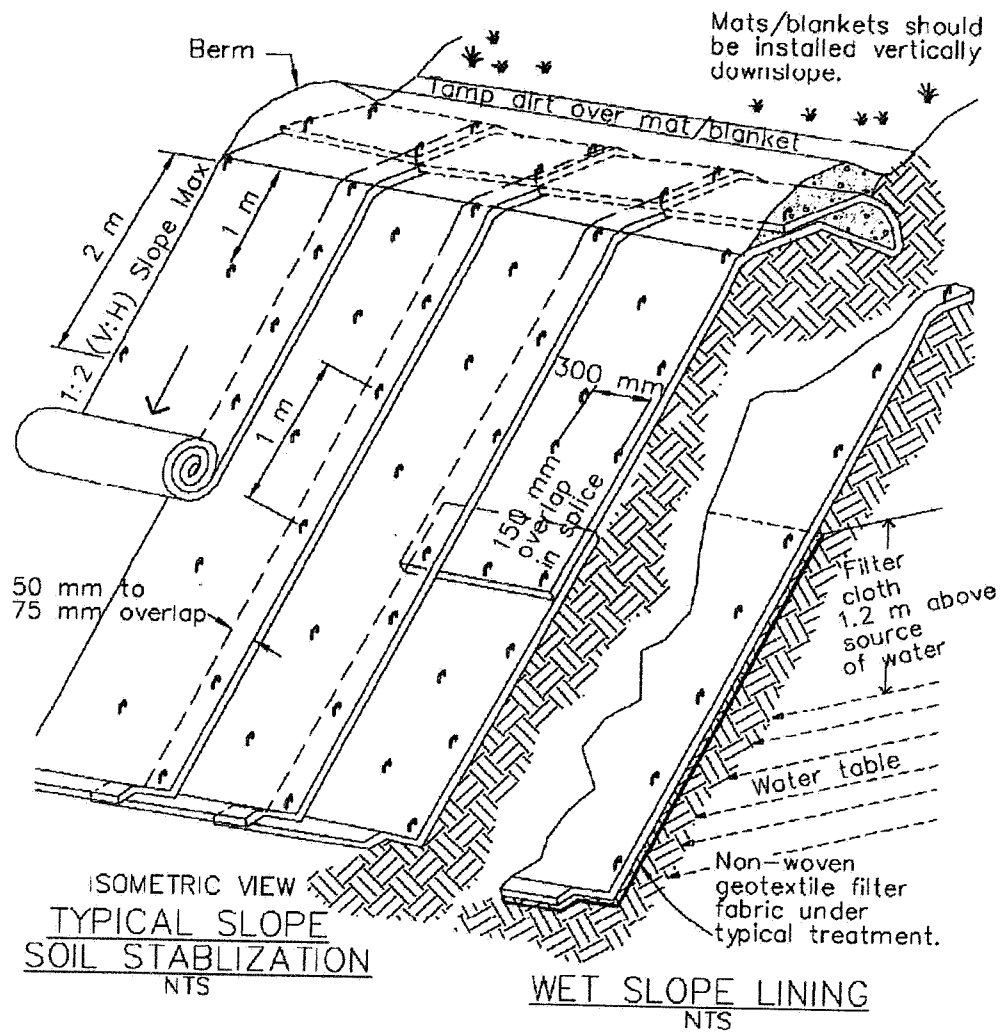 Mats/blankets should
be installed vertically
downslope.
Berm
Tamp dirt over mat/blanket
2 m
1 m
1:2 (V:H) Slope Max
300 mm
1 m
150 mm
overlap
in splice
50 mm to
75 mm overlap
Filter
cloth
1.2 m above
source
of water
Water table
Non-woven
geotextile filter
fabric under
typical treatment.
ISOMETRIC VIEW
TYPICAL SLOPE
SOIL STABLIZATION
NTS
WET SLOPE LINING
NTS